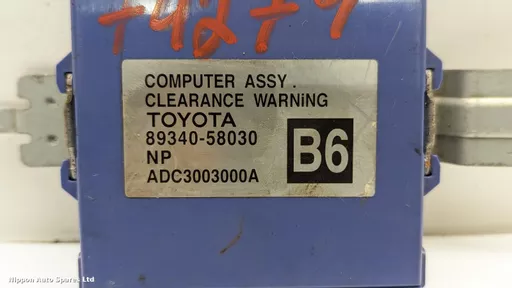 COMPUTER ASSY .
CLEARANCE WARNING
TOYOTA
89340-58030
NP
ADC3003000A
B6
Nippon Auto Spares Ltd